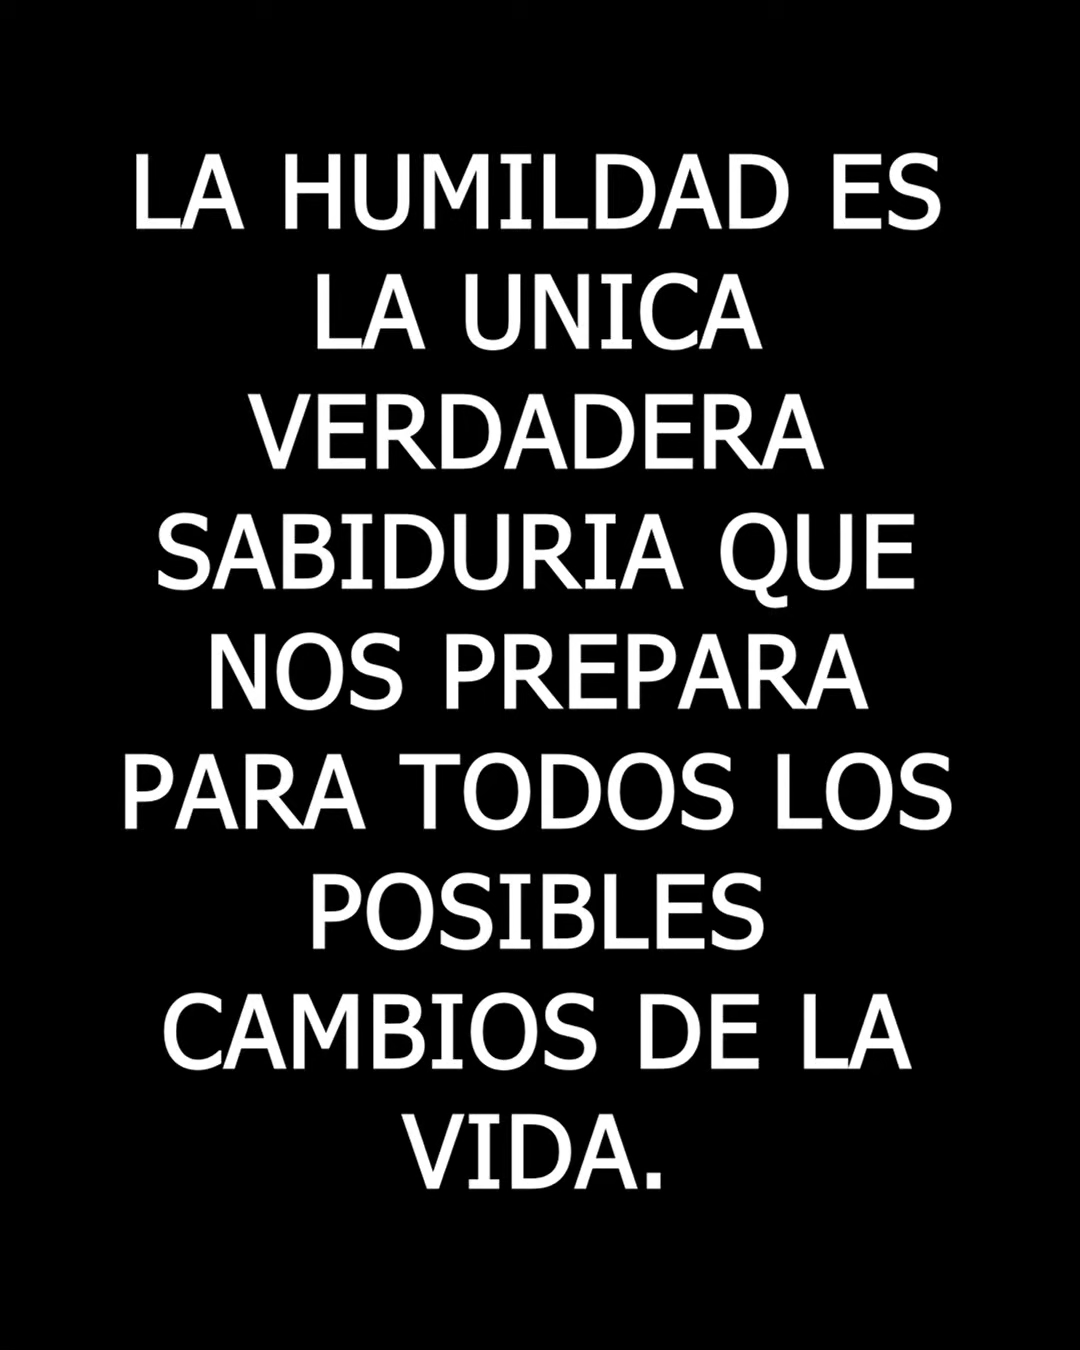 LA HUMILDAD ES
LA UNICA
VERDADERA
SABIDURIA QUE
NOS PREPARA
PARA TODOS LOS
POSIBLES
CAMBIOS DE LA
VIDA.